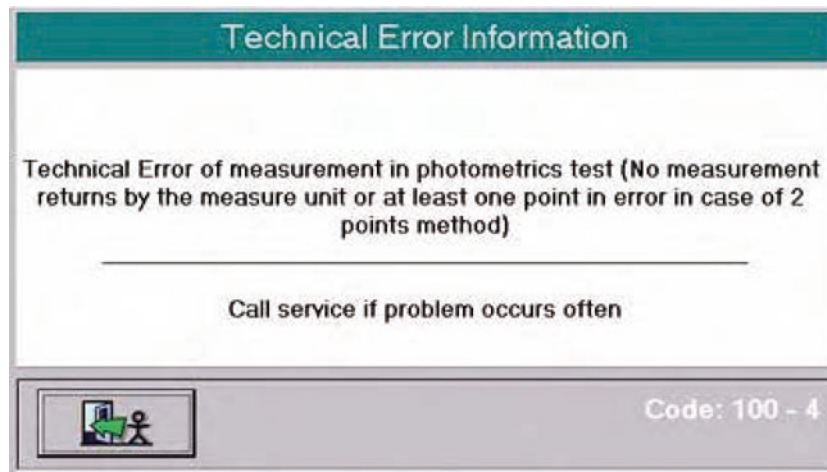 Technical Error Information
Technical Error of measurement in photometrics test (No measurement
returns by the measure unit or at least one point in error in case of 2
points method)
Call service if problem occurs often
Code: 100 - 4